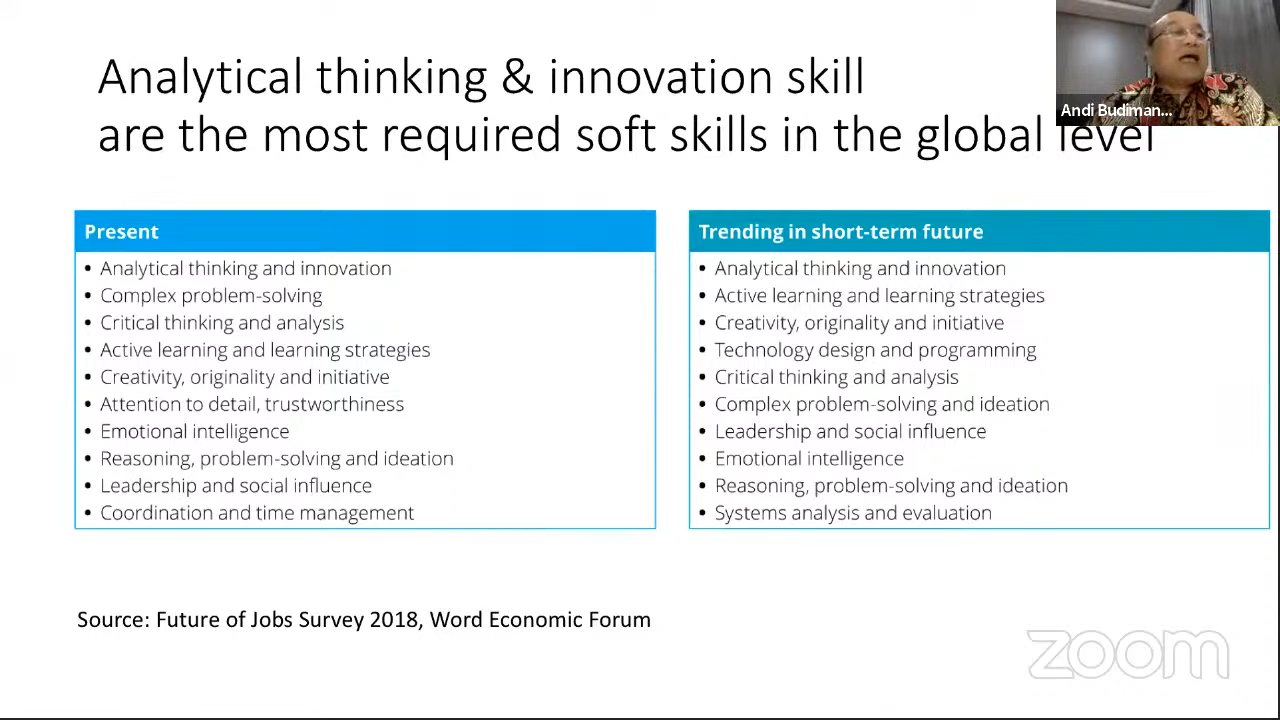 Analytical thinking & innovation skill
are the most required soft skills in the global level
Andi Budiman...
Present
• Analytical thinking and innovation
• Complex problem-solving
• Critical thinking and analysis
• Active learning and learning strategies
• Creativity, originality and initiative
• Attention to detail, trustworthiness
• Emotional intelligence
• Reasoning, problem-solving and ideation
• Leadership and social influence
• Coordination and time management
Trending in short-term future
• Analytical thinking and innovation
• Active learning and learning strategies
• Creativity, originality and initiative
• Technology design and programming
• Critical thinking and analysis
• Complex problem-solving and ideation
• Leadership and social influence
• Emotional intelligence
• Reasoning, problem-solving and ideation
• Systems analysis and evaluation
Source: Future of Jobs Survey 2018, Word Economic Forum
zoom